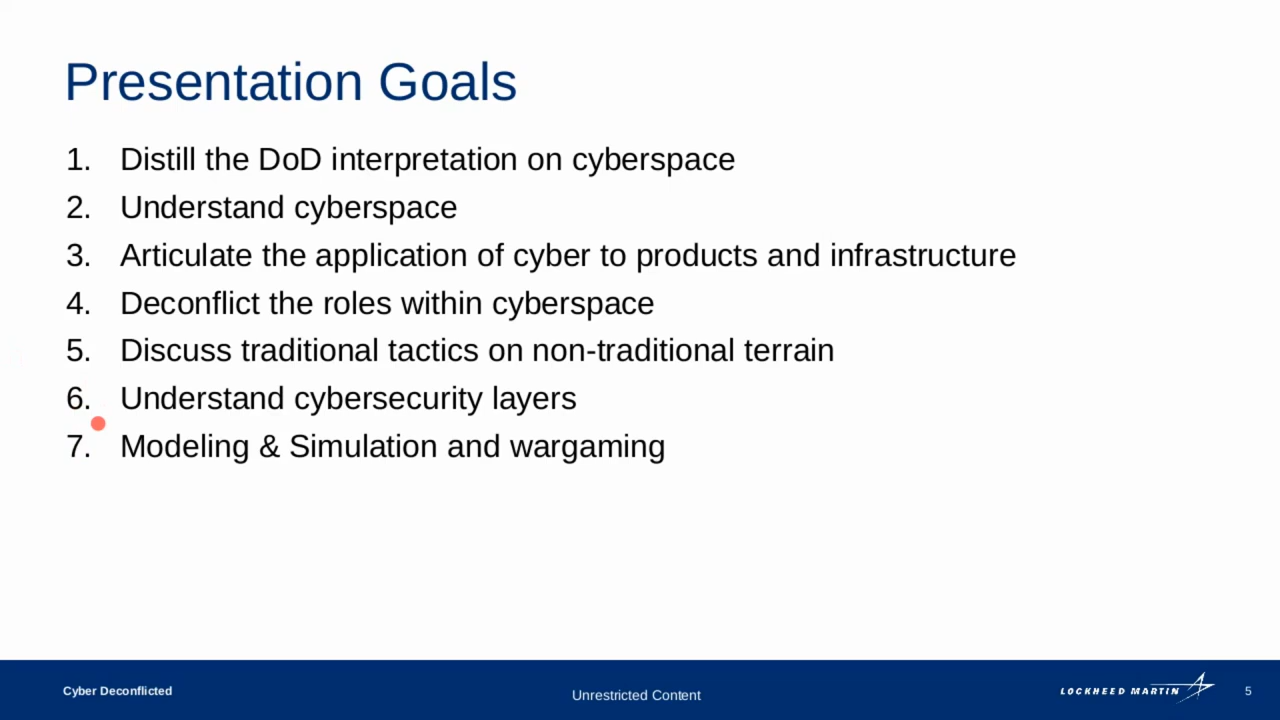 Presentation Goals
1. Distill the DoD interpretation on cyberspace
2. Understand cyberspace
3. Articulate the application of cyber to products and infrastructure
4. Deconflict the roles within cyberspace
5. Discuss traditional tactics on non-traditional terrain
6. Understand cybersecurity layers
7. Modeling & Simulation and wargaming
Cyber Deconflicted
Unrestricted Content
LOCKHEED MARTIN
5